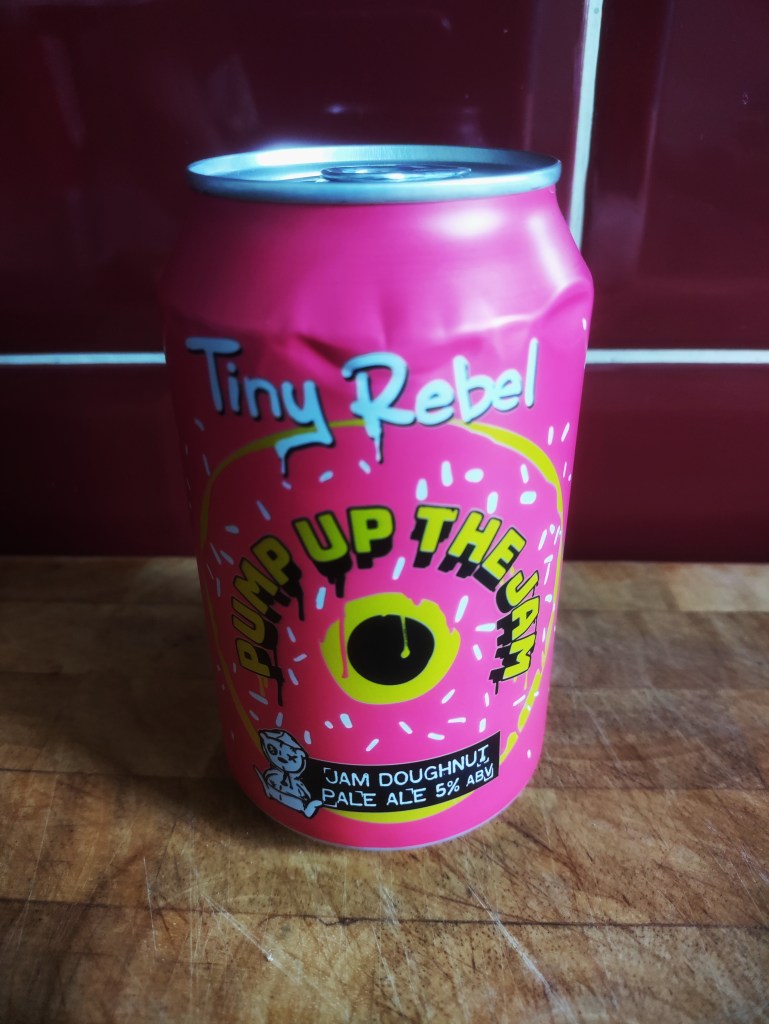 Tiny Rebel
PUMP UP THE JAM
JAM DOUGHNUT
PALE ALE 5% ABV